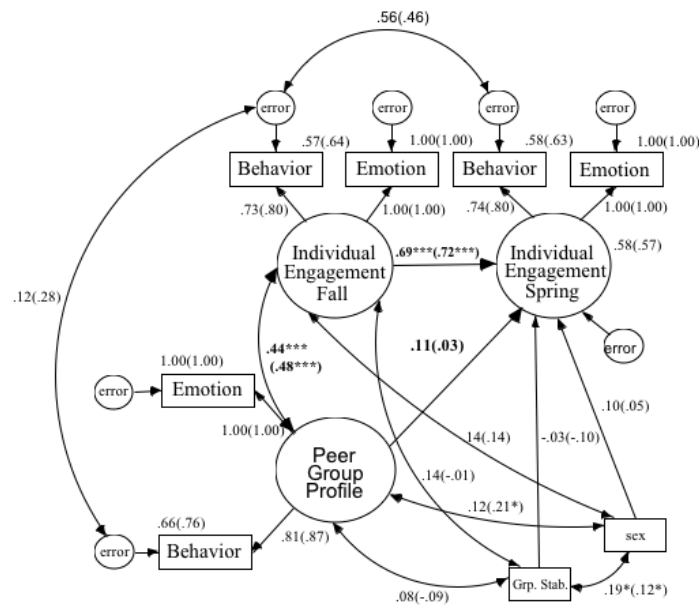 .56(.46)
error
error
error
error
.57(.64)
1.00(1.00)
.58(.63)
1.00(1.00)
Behavior
Emotion
Behavior
Emotion
.73(.80)
1.00(1.00)
.74(.80)
1.00(1.00)
Individual
Engagement
Fall
.69***(.72***)
Individual
Engagement
Spring
.58(.57)
.12(.28)
.44***
(.48***)
.11(.03)
error
1.00(1.00)
error
Emotion
1.00(1.00)
.10(.05)
14(.14)
-.03(-.10)
Peer
Group
Profile
.14(-.01)
.12(.21*)
.66(.76)
.81(.87)
sex
error
Behavior
Grp. Stab.
.19*(.12*)
.08(-.09)